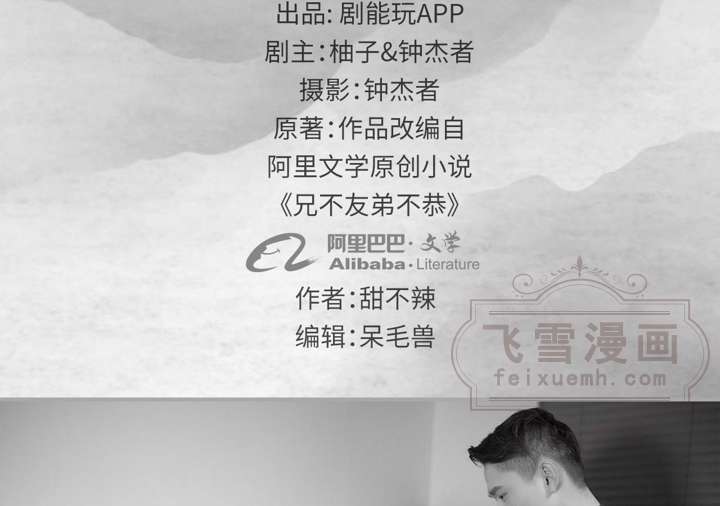 出品: 剧能玩APP
剧主:柚子&钟杰者
摄影:钟杰者
原著:作品改编自
阿里文学原创小说
《兄不友弟不恭》
阿里巴巴·文学
Alibaba·Literature
作者:甜不辣
编辑:呆毛兽
飞雪漫画
feixuemh.com